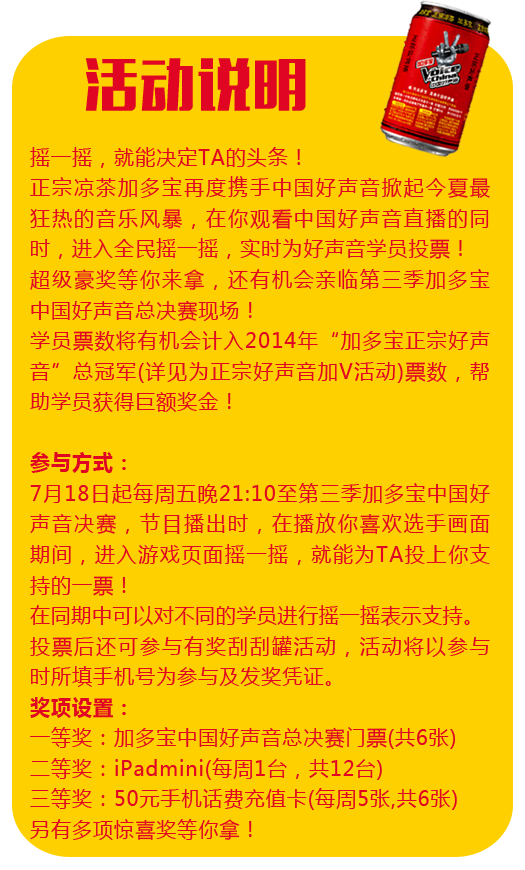 活动说明
摇一摇，就能决定TA的头条！
正宗凉茶加多宝再度携手中国好声音掀起今夏最
狂热的音乐风暴，在你观看中国好声音直播的同
时，进入全民摇一摇，实时为好声音学员投票！
超级豪奖等你来拿，还有机会亲临第三季加多宝
中国好声音总决赛现场！
学员票数将有机会计入2014年“加多宝正宗好声
音”总冠军(详见为正宗好声音加V活动)票数，帮
助学员获得巨额奖金！
参与方式：
7月18日起每周五晚21:10至第三季加多宝中国好
声音决赛，节目播出时，在播放你喜欢选手画面
期间，进入游戏页面摇一摇，就能为TA投上你支
持的一票！
在同期中可以对不同的学员进行摇一摇表示支持。
投票后还可参与有奖刮刮罐活动，活动将以参与
时所填手机号为参与及发奖凭证。
奖项设置：
一等奖：加多宝中国好声音总决赛门票(共6张)
二等奖：iPadmini(每周1台，共12台)
三等奖：50元手机话费充值卡(每周5张,共6张)
另有多项惊喜奖等你拿！